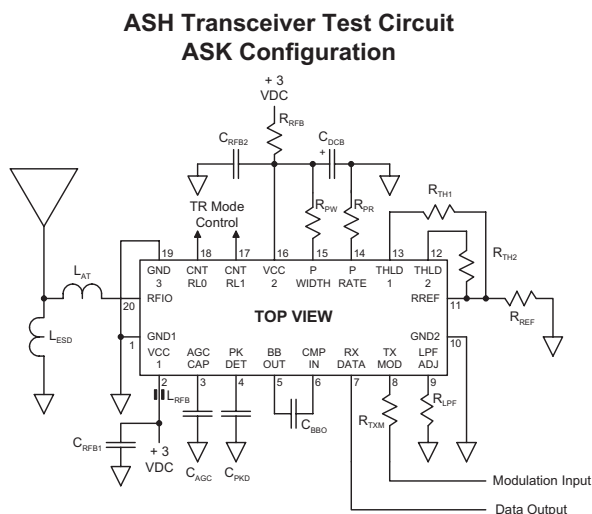 ASH Transceiver Test Circuit
ASK Configuration
+ 3
VDC
RRFB
CRFB2
CDCB
+
TR Mode
Control
RPW
RPR
RTH1
RTH2
19
18
17
16
15
14
13
12
GND
3
CNT
RL0
CNT
RL1
VCC
2
P
WIDTH
P
RATE
THLD
1
THLD
2
LAT
20
RFIO
RREF
11
RREF
TOP VIEW
LESD
1
GND1
GND2
10
VCC
1
AGC
CAP
PK
DET
BB
OUT
CMP
IN
RX
DATA
TX
MOD
LPF
ADJ
2
3
4
5
6
7
8
9
LRFB
CRFB1
+ 3
VDC
CAGC
CPKD
CBBO
RTXM
RLPF
Modulation Input
Data Output